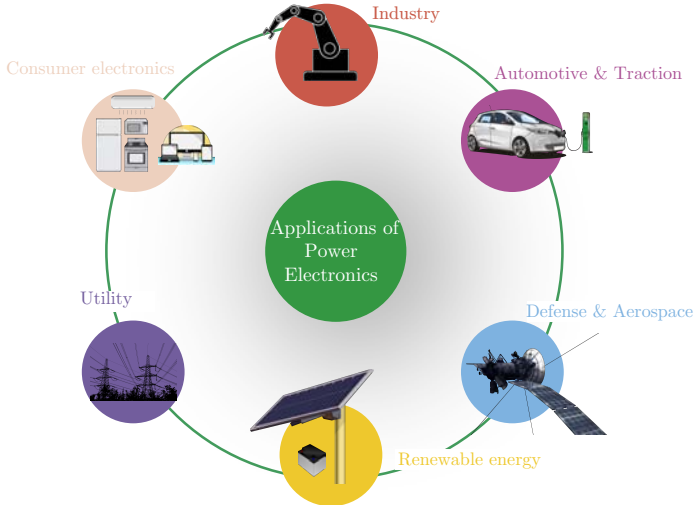 Industry
Consumer electronics
Automotive & Traction
Applications of
Power
Electronics
Utility
Defense & Aerospace
Renewable energy